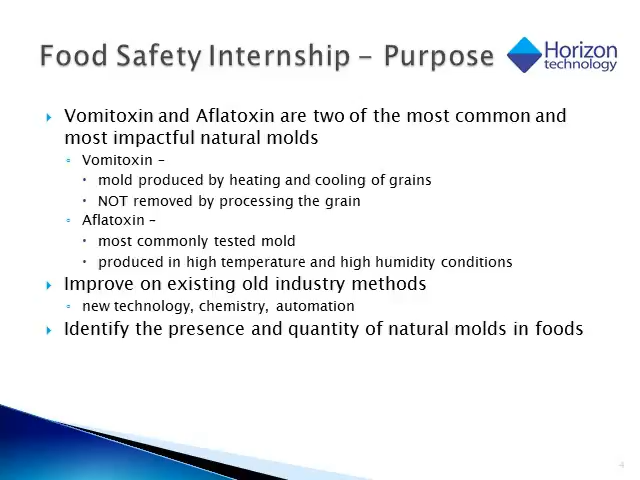 Food Safety Internship – Purpose
Horizon
technology
Vomitoxin and Aflatoxin are two of the most common and
most impactful natural molds
Vomitoxin –
mold produced by heating and cooling of grains
NOT removed by processing the grain
Aflatoxin –
most commonly tested mold
produced in high temperature and high humidity conditions
Improve on existing old industry methods
new technology, chemistry, automation
Identify the presence and quantity of natural molds in foods
4